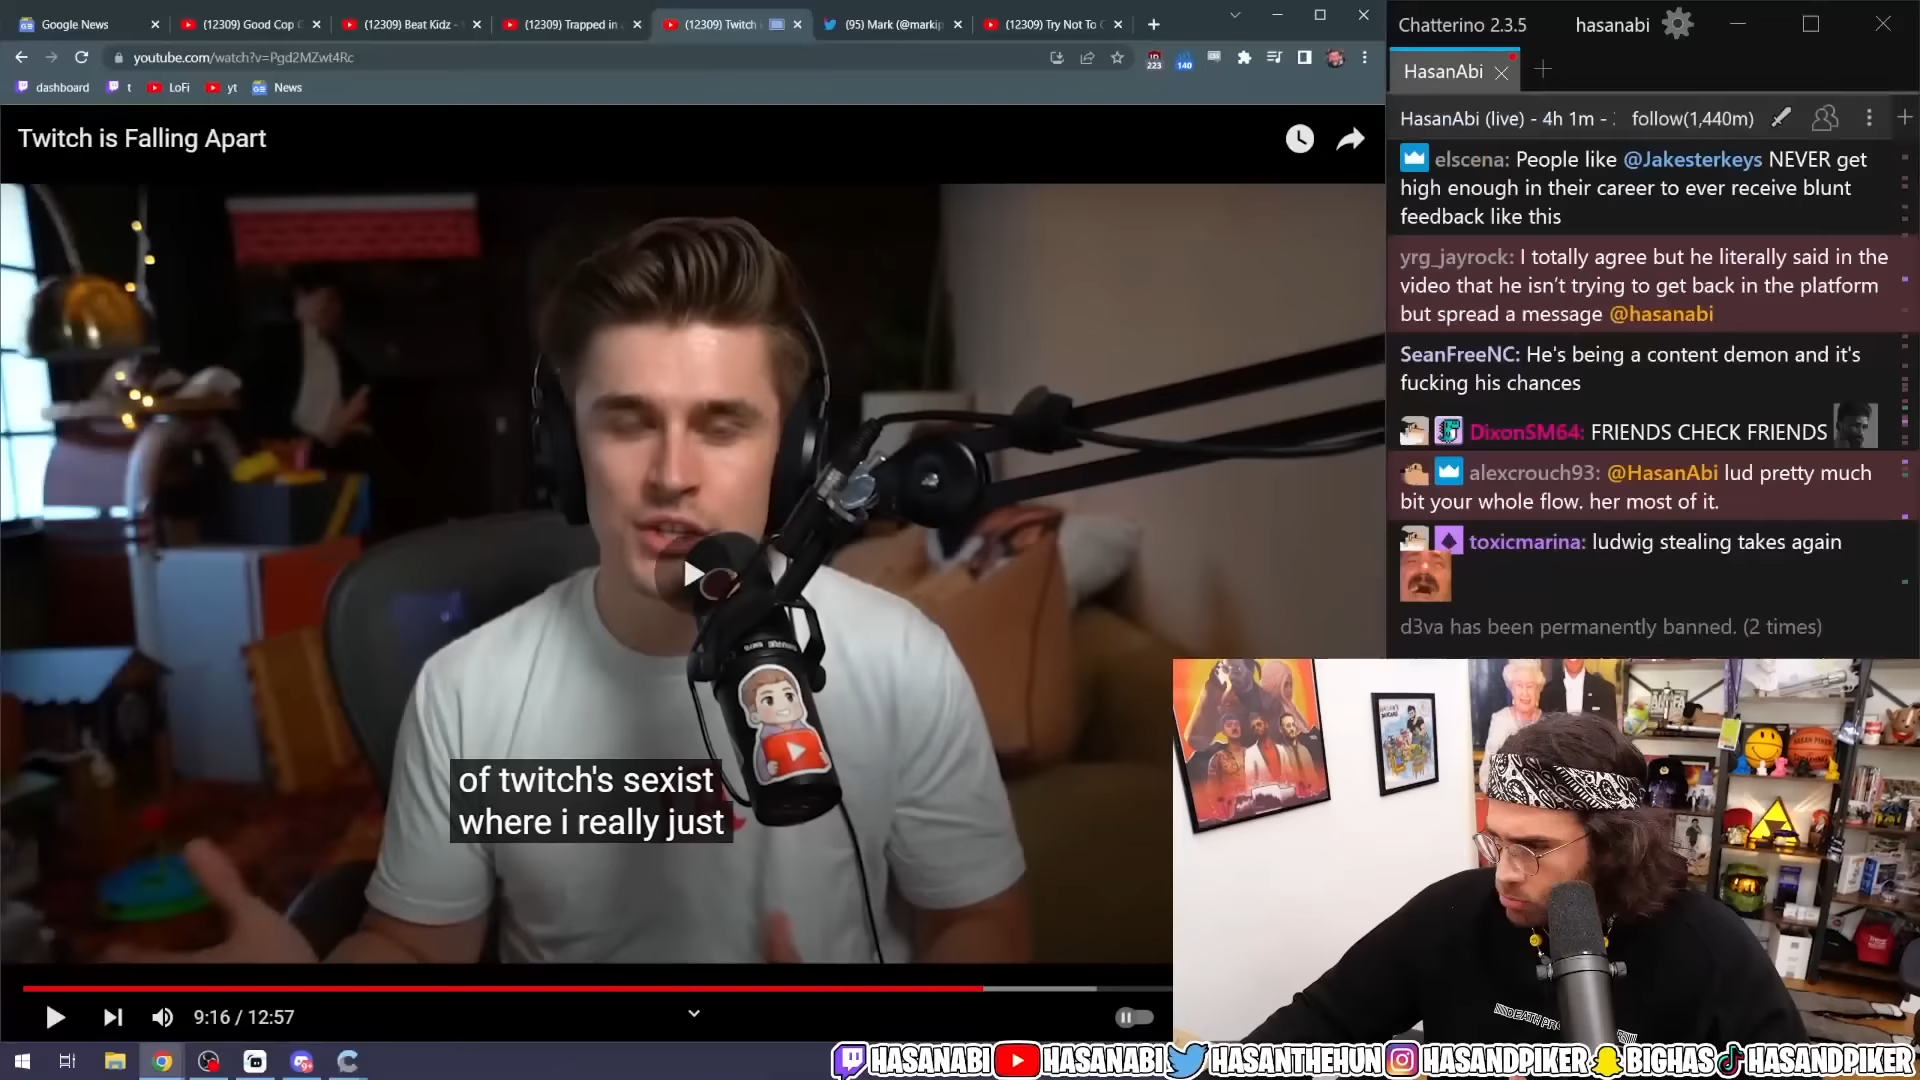 Google News
(12309) Good Cop
(12309) Beat Kidz -
(12309) Trapped in
(12309) Twitch
(95) Mark (@markip
(12309) Try Not To
youtube.com/watch?v=Pgd2MZwt4Rc
223
140
dashboard
t
LoFi
yt
News
Twitch is Falling Apart
of twitch's sexist
where i really just
9:16 / 12:57
Chatterino 2.3.5
hasanabi
HasanAbi
HasanAbi (live) - 4h 1m -
follow(1,440m)
elscena: People like @Jakesterkeys NEVER get
high enough in their career to ever receive blunt
feedback like this
yrg_jayrock: I totally agree but he literally said in the
video that he isn't trying to get back in the platform
but spread a message @hasanabi
SeanFreeNC: He's being a content demon and it's
fucking his chances
DixonSM64: FRIENDS CHECK FRIENDS
alexcrouch93: @HasanAbi lud pretty much
bit your whole flow. her most of it.
toxicmarina: ludwig stealing takes again
d3va has been permanently banned. (2 times)
HASANABI
HASANABI
HASANTHEHUN
HASANDPIKER
BIGHAS
HASANDPIKER